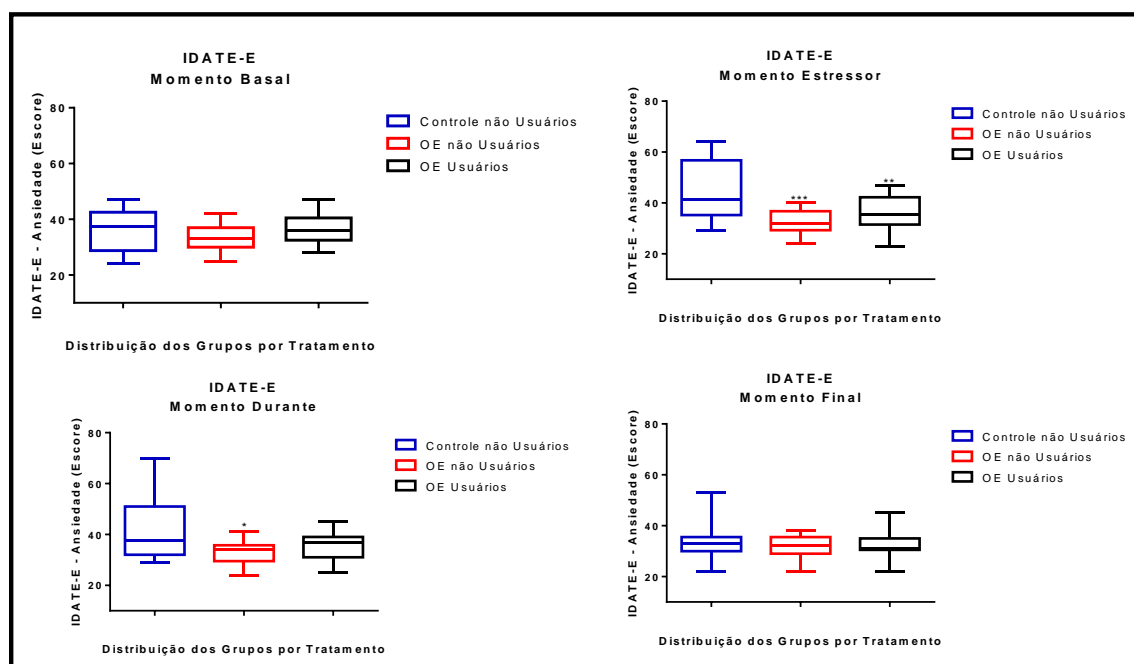 IDATE-E
Momento Basal
IDATE-E - Ansiedade (Escore)
80
60
40
20
Controle não Usuários
OE não Usuários
OE Usuários
Distribuição dos Grupos por Tratamento
IDATE-E
Momento Estressor
IDATE-E - Ansiedade (Escore)
80
60
40
20
***
**
Controle não Usuários
OE não Usuários
OE Usuários
Distribuição dos Grupos por Tratamento
IDATE-E
Momento Durante
IDATE-E - Ansiedade (Escore)
80
60
40
20
*
Controle não Usuários
OE não Usuários
OE Usuários
Distribuição dos Grupos por Tratamento
IDATE-E
Momento Final
IDATE-E - Ansiedade (Escore)
80
60
40
20
Controle não Usuários
OE não Usuários
OE Usuários
Distribuição dos Grupos por Tratamento